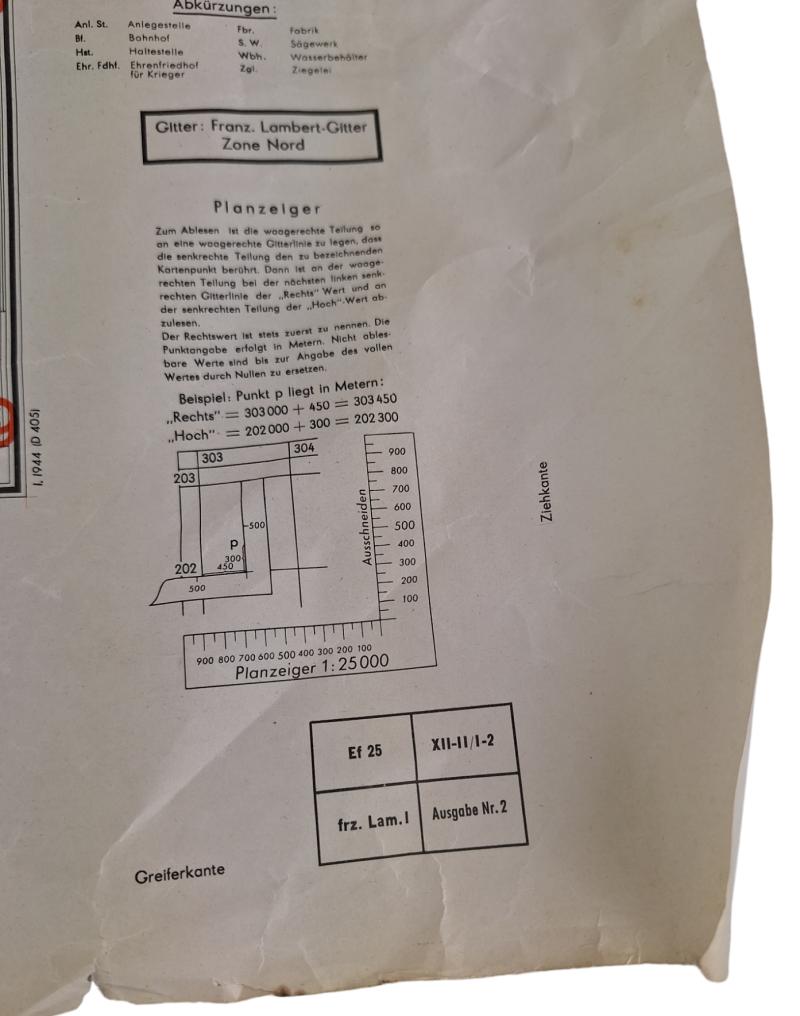 Abkürzungen:
Anl. St. Anlegestelle
Bf. Bahnhof
Hst. Haltestelle
Ehr. Fdhf. Ehrenfriedhof
für Krieger
Fbr. Fabrik
S. W. Sägewerk
Wbh. Wasserbehälter
Zgl. Ziegelei
Gitter: Franz. Lambert-Gitter
Zone Nord
Planzeiger
Zum Ablesen ist die waagerechte Teilung so
an eine waagerechte Gitterlinie zu legen, dass
die senkrechte Teilung den zu bezeichnenden
Kartenpunkt berührt. Dann ist an der waage-
rechten Teilung bei der nächsten linken senk-
rechten Gitterlinie der „Rechts" Wert und an
der senkrechten Teilung der „Hoch"-Wert ab-
zulesen.
Der Rechtswert ist stets zuerst zu nennen. Die
Punktangabe erfolgt in Metern. Nicht ables-
bare Werte sind bis zur Angabe des vollen
Wertes durch Nullen zu ersetzen.
Beispiel: Punkt p liegt in Metern:
„Rechts" = 303 000 + 450 = 303 450
„Hoch" = 202 000 + 300 = 202 300
303 304
203
500
p
300
202 450
500
Ausschneiden
900
800
700
600
500
400
300
200
100
900 800 700 600 500 400 300 200 100
Planzeiger 1:25 000
I. 1944 (D 405)
Ziehkante
Ef 25 XII-II/I-2
frz. Lam. I Ausgabe Nr. 2
Greiferkante